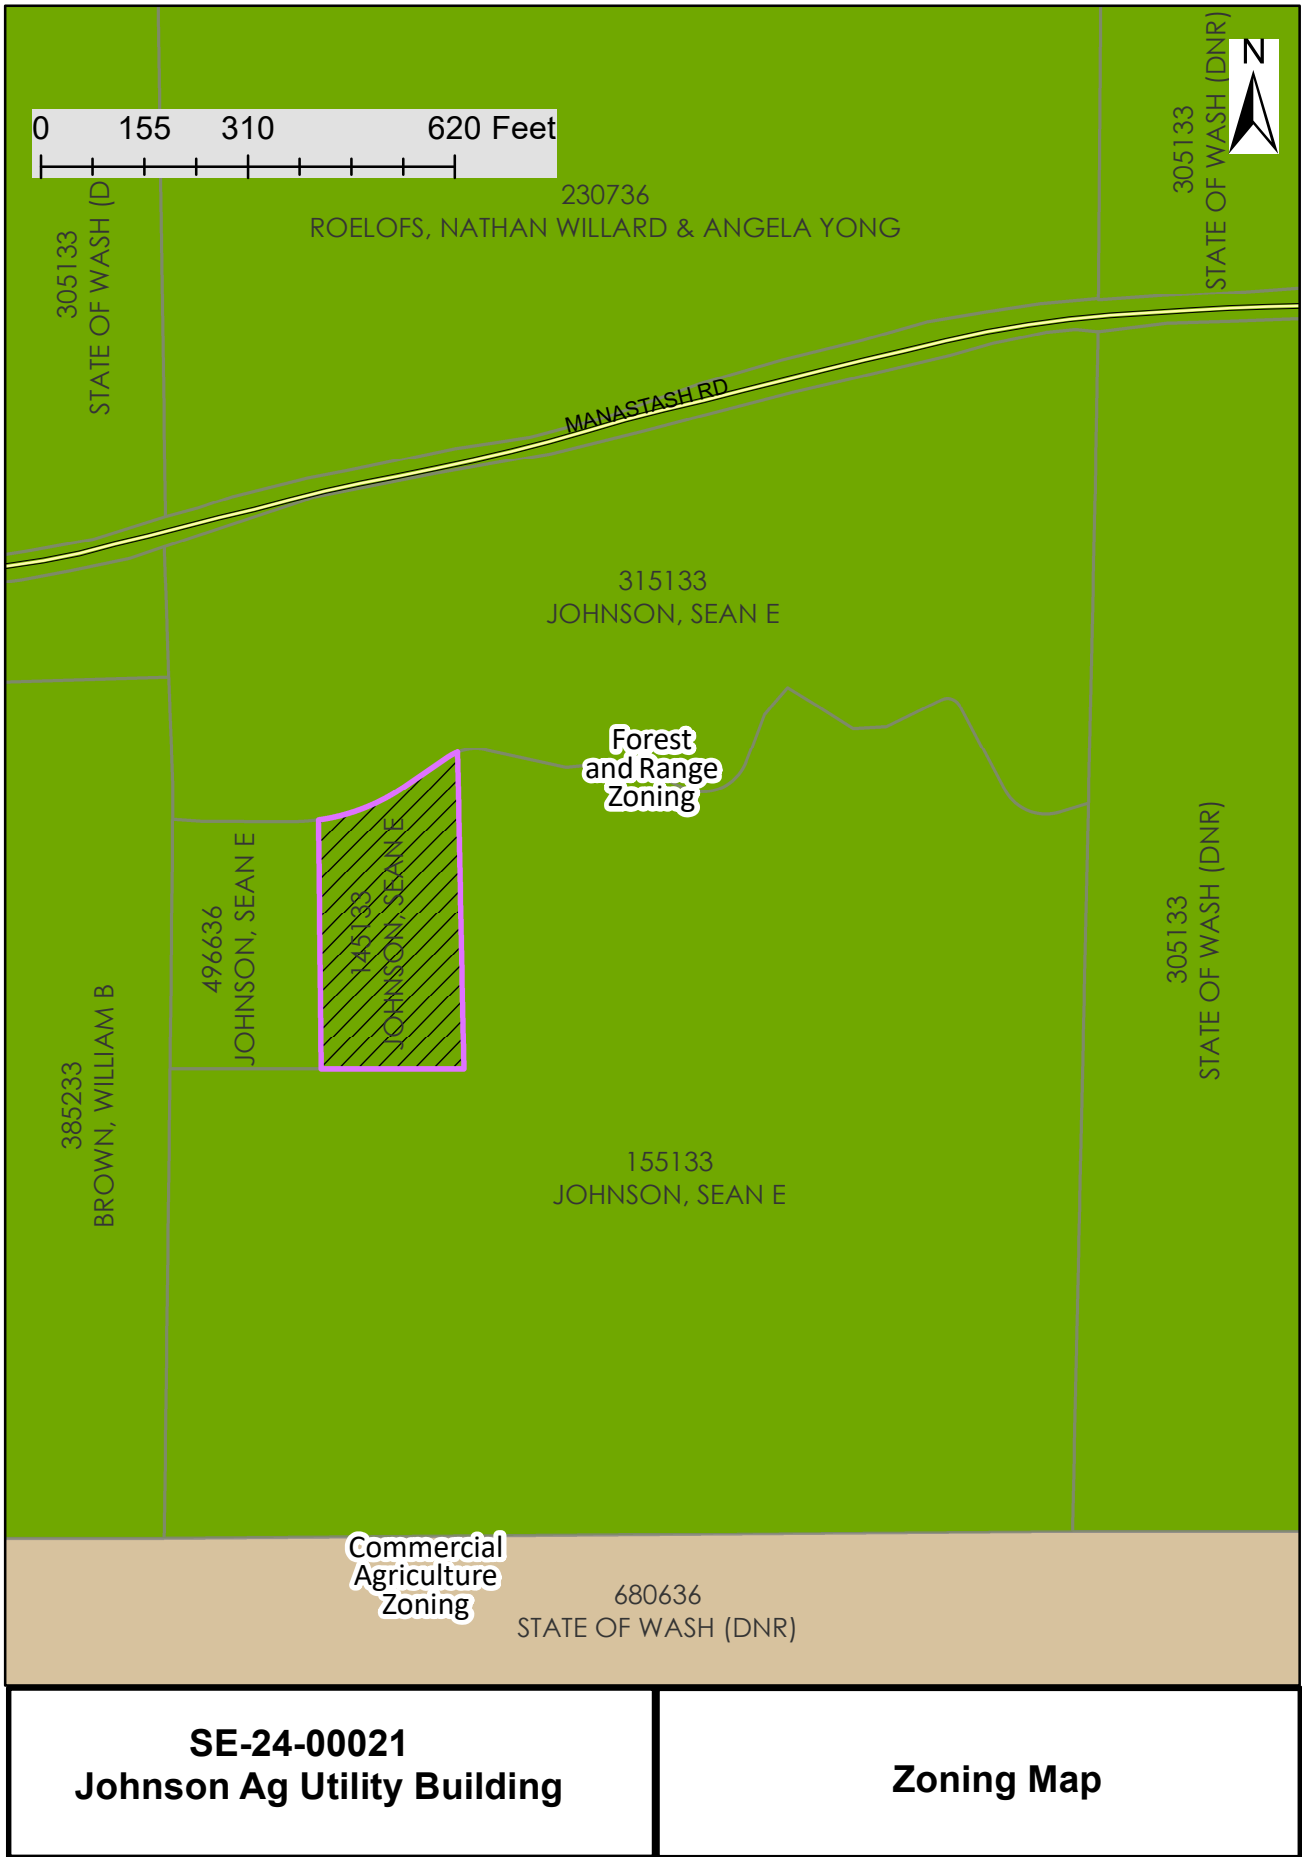 N
0 155 310 620 Feet
305133
STATE OF WASH (D
230736
ROELOFS, NATHAN WILLARD & ANGELA YONG
305133
STATE OF WASH (DNR)
MANASTASH RD
315133
JOHNSON, SEAN E
Forest
and Range
Zoning
496636
JOHNSON, SEAN E
145133
JOHNSON, SEAN E
305133
STATE OF WASH (DNR)
385233
BROWN, WILLIAM B
155133
JOHNSON, SEAN E
Commercial
Agriculture
Zoning
680636
STATE OF WASH (DNR)
SE-24-00021
Johnson Ag Utility Building
Zoning Map